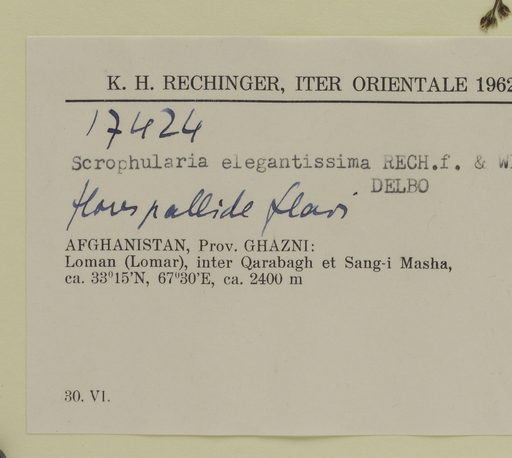 K. H. RECHINGER, ITER ORIENTALE 1962
17424
Scrophularia elegantissima RECH.f. & W
DELBO
flores pallide flavi
AFGHANISTAN, Prov. GHAZNI:
Loman (Lomar), inter Qarabagh et Sang-i Masha,
ca. 33°15'N, 67°30'E, ca. 2400 m
30. VI.